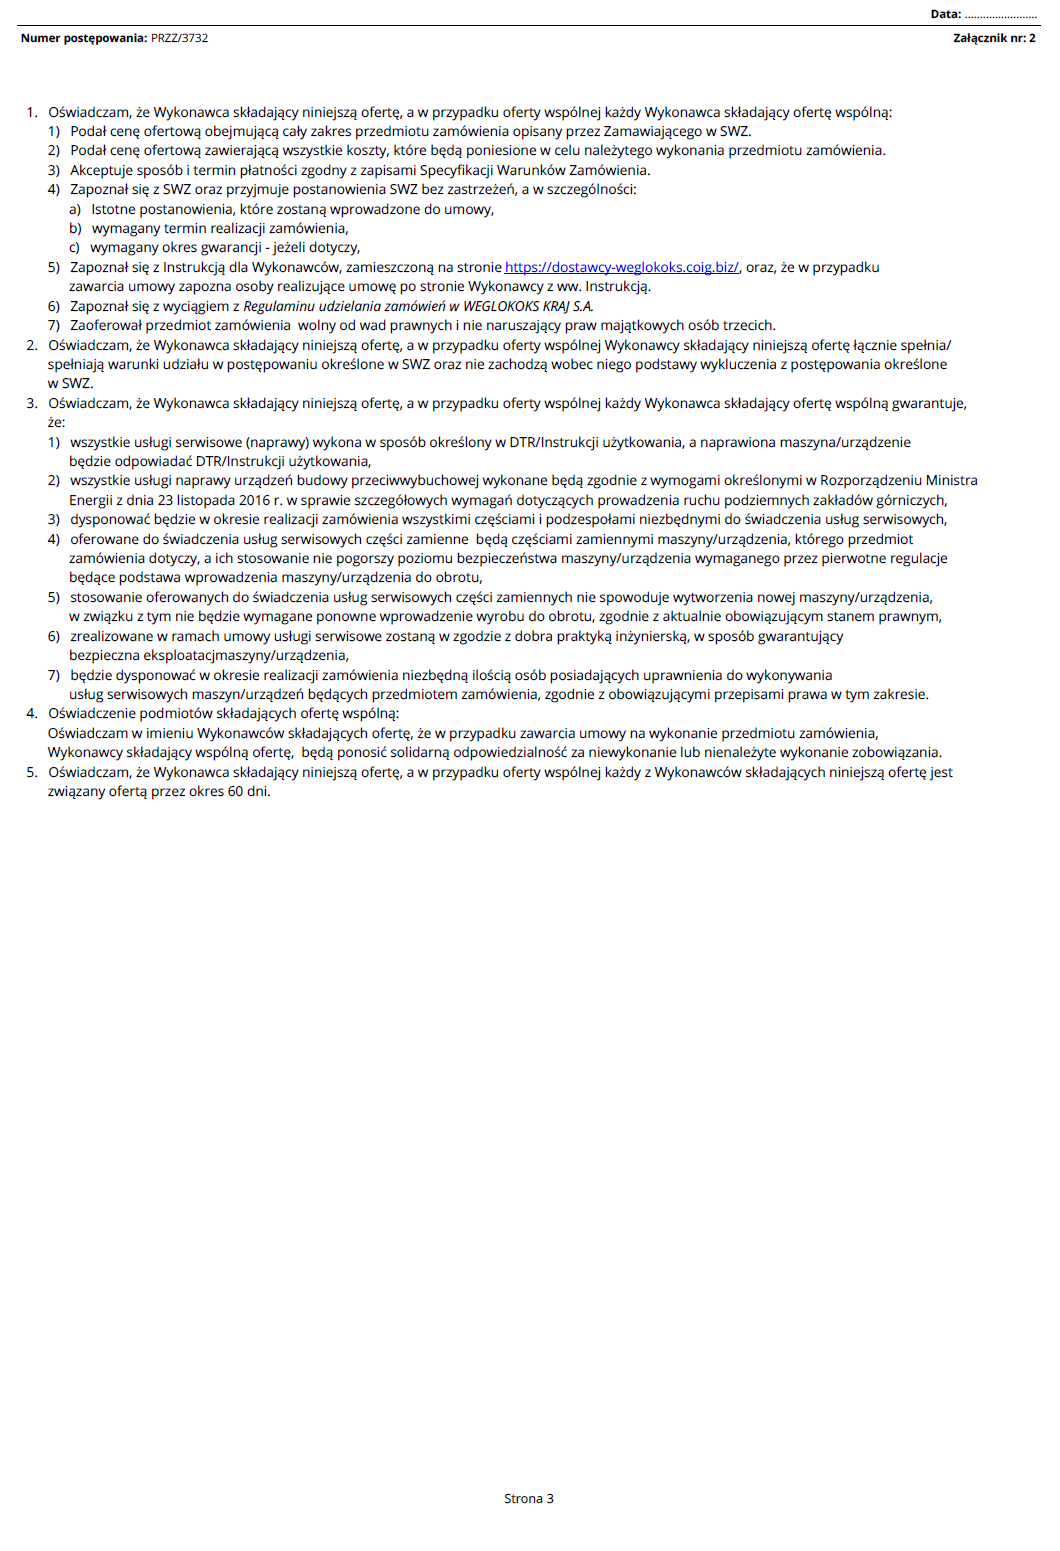 Data: ........................
Numer postępowania: PRZZ/3732
Załącznik nr: 2
1. Oświadczam, że Wykonawca składający niniejszą ofertę, a w przypadku oferty wspólnej każdy Wykonawca składający ofertę wspólną:
1) Podał cenę ofertową obejmującą cały zakres przedmiotu zamówienia opisany przez Zamawiającego w SWZ.
2) Podał cenę ofertową zawierającą wszystkie koszty, które będą poniesione w celu należytego wykonania przedmiotu zamówienia.
3) Akceptuje sposób i termin płatności zgodny z zapisami Specyfikacji Warunków Zamówienia.
4) Zapoznał się z SWZ oraz przyjmuje postanowienia SWZ bez zastrzeżeń, a w szczególności:
a) Istotne postanowienia, które zostaną wprowadzone do umowy,
b) wymagany termin realizacji zamówienia,
c) wymagany okres gwarancji - jeżeli dotyczy,
5) Zapoznał się z Instrukcją dla Wykonawców, zamieszczoną na stronie https://dostawcy-weglokoks.coig.biz/, oraz, że w przypadku
zawarcia umowy zapozna osoby realizujące umowę po stronie Wykonawcy z ww. Instrukcją.
6) Zapoznał się z wyciągiem z Regulaminu udzielania zamówień w WEGLOKOKS KRAJ S.A.
7) Zaoferował przedmiot zamówienia  wolny od wad prawnych i nie naruszający praw majątkowych osób trzecich.
2. Oświadczam, że Wykonawca składający niniejszą ofertę, a w przypadku oferty wspólnej Wykonawcy składający niniejszą ofertę łącznie spełnia/
spełniają warunki udziału w postępowaniu określone w SWZ oraz nie zachodzą wobec niego podstawy wykluczenia z postępowania określone
w SWZ.
3. Oświadczam, że Wykonawca składający niniejszą ofertę, a w przypadku oferty wspólnej każdy Wykonawca składający ofertę wspólną gwarantuje,
że:
1) wszystkie usługi serwisowe (naprawy) wykona w sposób określony w DTR/Instrukcji użytkowania, a naprawiona maszyna/urządzenie
będzie odpowiadać DTR/Instrukcji użytkowania,
2) wszystkie usługi naprawy urządzeń budowy przeciwwybuchowej wykonane będą zgodnie z wymogami określonymi w Rozporządzeniu Ministra
Energii z dnia 23 listopada 2016 r. w sprawie szczegółowych wymagań dotyczących prowadzenia ruchu podziemnych zakładów górniczych,
3) dysponować będzie w okresie realizacji zamówienia wszystkimi częściami i podzespołami niezbędnymi do świadczenia usług serwisowych,
4) oferowane do świadczenia usług serwisowych części zamienne  będą częściami zamiennymi maszyny/urządzenia, którego przedmiot
zamówienia dotyczy, a ich stosowanie nie pogorszy poziomu bezpieczeństwa maszyny/urządzenia wymaganego przez pierwotne regulacje
będące podstawa wprowadzenia maszyny/urządzenia do obrotu,
5) stosowanie oferowanych do świadczenia usług serwisowych części zamiennych nie spowoduje wytworzenia nowej maszyny/urządzenia,
w związku z tym nie będzie wymagane ponowne wprowadzenie wyrobu do obrotu, zgodnie z aktualnie obowiązującym stanem prawnym,
6) zrealizowane w ramach umowy usługi serwisowe zostaną w zgodzie z dobra praktyką inżynierską, w sposób gwarantujący
bezpieczna eksploatacjmaszyny/urządzenia,
7) będzie dysponować w okresie realizacji zamówienia niezbędną ilością osób posiadających uprawnienia do wykonywania
usług serwisowych maszyn/urządzeń będących przedmiotem zamówienia, zgodnie z obowiązującymi przepisami prawa w tym zakresie.
4. Oświadczenie podmiotów składających ofertę wspólną:
Oświadczam w imieniu Wykonawców składających ofertę, że w przypadku zawarcia umowy na wykonanie przedmiotu zamówienia,
Wykonawcy składający wspólną ofertę,  będą ponosić solidarną odpowiedzialność za niewykonanie lub nienależyte wykonanie zobowiązania.
5. Oświadczam, że Wykonawca składający niniejszą ofertę, a w przypadku oferty wspólnej każdy z Wykonawców składających niniejszą ofertę jest
związany ofertą przez okres 60 dni.
Strona 3